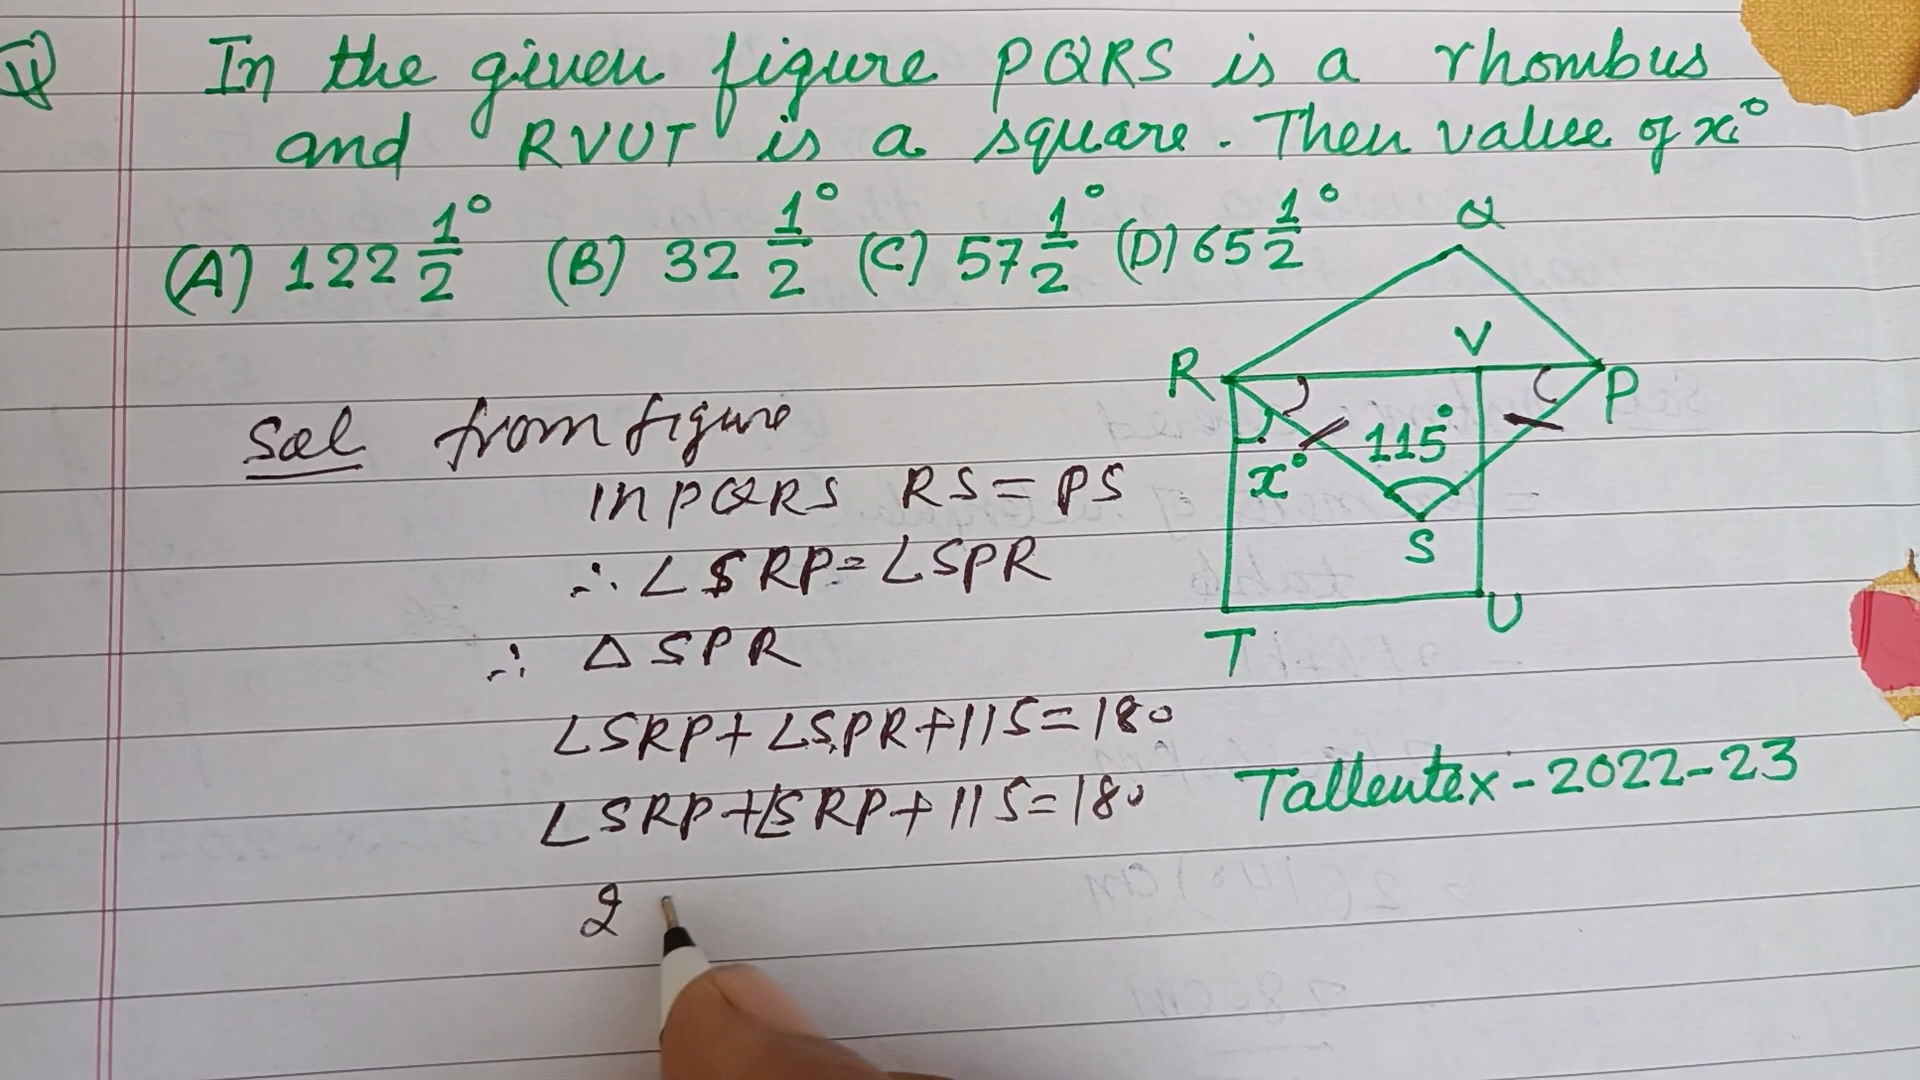 Q In the given figure PQRS is a rhombus
and RVUT is a square. Then value of x°
(A) 122 1/2° (B) 32 1/2° (C) 57 1/2° (D) 65 1/2°
Q
R V P
115°
x°
S
T U
Sol from figure
In PQRS RS = PS
∴ ∠SRP = ∠SPR
∴ △ SPR
∠SRP + ∠SPR + 115 = 180
∠SRP + ∠SRP + 115 = 180
Tallentex - 2022-23
2